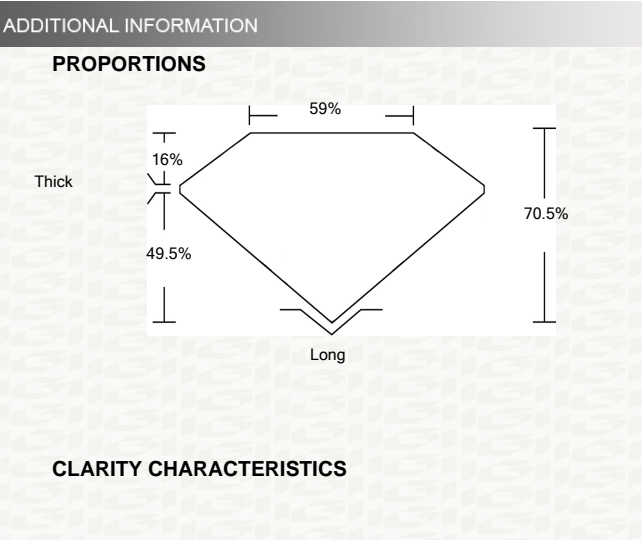 ADDITIONAL INFORMATION
PROPORTIONS
59%
16%
Thick
70.5%
49.5%
Long
CLARITY CHARACTERISTICS